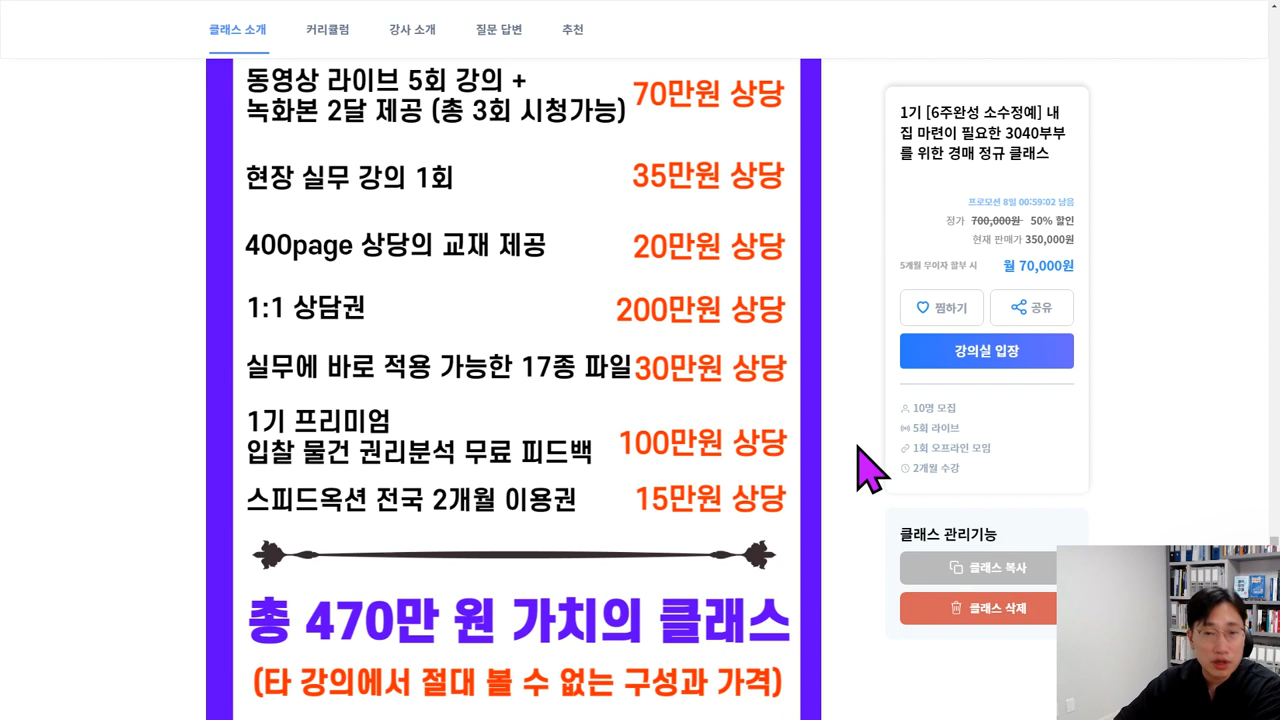 클래스 소개
커리큘럼
강사 소개
질문 답변
추천
동영상 라이브 5회 강의 +
녹화본 2달 제공 (총 3회 시청가능)
70만원 상당
현장 실무 강의 1회
35만원 상당
400page 상당의 교재 제공
20만원 상당
1:1 상담권
200만원 상당
실무에 바로 적용 가능한 17종 파일
30만원 상당
1기 프리미엄
입찰 물건 권리분석 무료 피드백
100만원 상당
스피드옥션 전국 2개월 이용권
15만원 상당
총 470만 원 가치의 클래스
(타 강의에서 절대 볼 수 없는 구성과 가격)
1기 [6주완성 소수정예] 내
집 마련이 필요한 3040부부
를 위한 경매 정규 클래스
프로모션 8일 00:59:02 남음
정가 700,000원 50% 할인
현재 판매가 350,000원
5개월 무이자 할부 시 월 70,000원
찜하기
공유
강의실 입장
10명 모집
5회 라이브
1회 오프라인 모임
2개월 수강
클래스 관리기능
클래스 복사
클래스 삭제